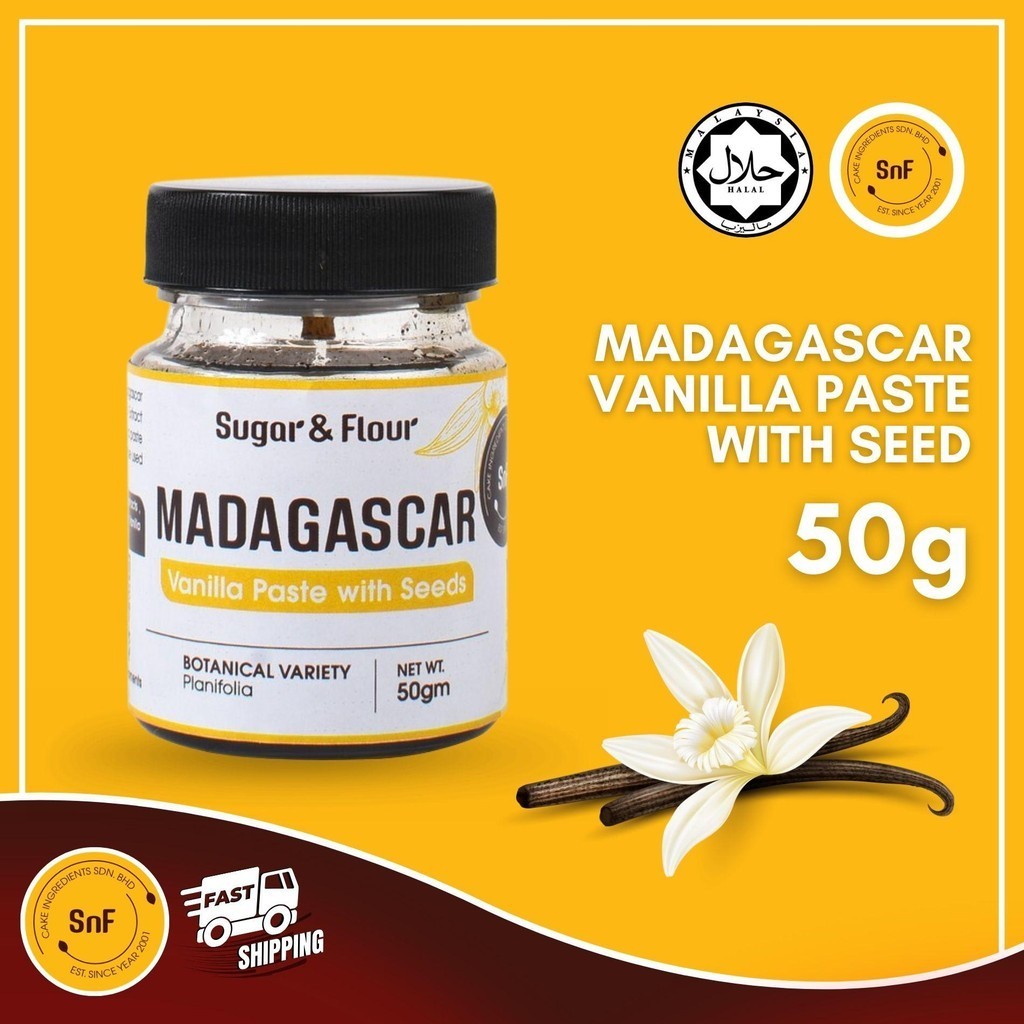 MALAYSIA
حلال
HALAL
ماليزيا
CAKE INGREDIENTS SDN. BHD
SnF
EST. SINCE YEAR 2001
MADAGASCAR
VANILLA PASTE
WITH SEED
50g
Sugar & Flour
MADAGASCAR
Vanilla Paste with Seeds
BOTANICAL VARIETY
Planifolia
NET WT.
50gm
CAKE INGREDIENTS SDN. BHD
SnF
EST. SINCE YEAR 2001
FAST
SHIPPING